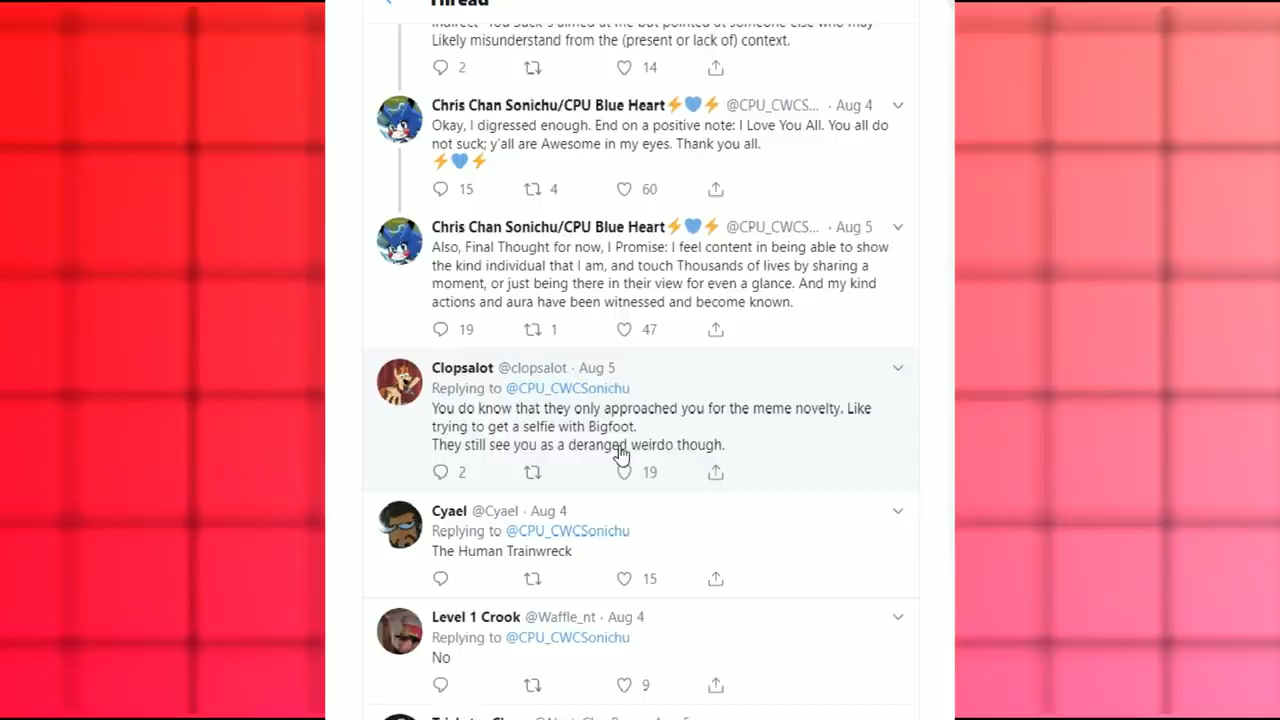 Thread
Indirect "You Suck"s aimed at me but pointed at someone else who may
Likely misunderstand from the (present or lack of) context.
2 14
Chris Chan Sonichu/CPU Blue Heart⚡💙⚡ @CPU_CWCS... · Aug 4
Okay, I digressed enough. End on a positive note: I Love You All. You all do
not suck; y'all are Awesome in my eyes. Thank you all.
⚡💙⚡
15 4 60
Chris Chan Sonichu/CPU Blue Heart⚡💙⚡ @CPU_CWCS... · Aug 5
Also, Final Thought for now, I Promise: I feel content in being able to show
the kind individual that I am, and touch Thousands of lives by sharing a
moment, or just being there in their view for even a glance. And my kind
actions and aura have been witnessed and become known.
19 1 47
Clopsalot @clopsalot · Aug 5
Replying to @CPU_CWCSonichu
You do know that they only approached you for the meme novelty. Like
trying to get a selfie with Bigfoot.
They still see you as a deranged weirdo though.
2 19
Cyael @Cyael · Aug 4
Replying to @CPU_CWCSonichu
The Human Trainwreck
15
Level 1 Crook @Waffle_nt · Aug 4
Replying to @CPU_CWCSonichu
No
9